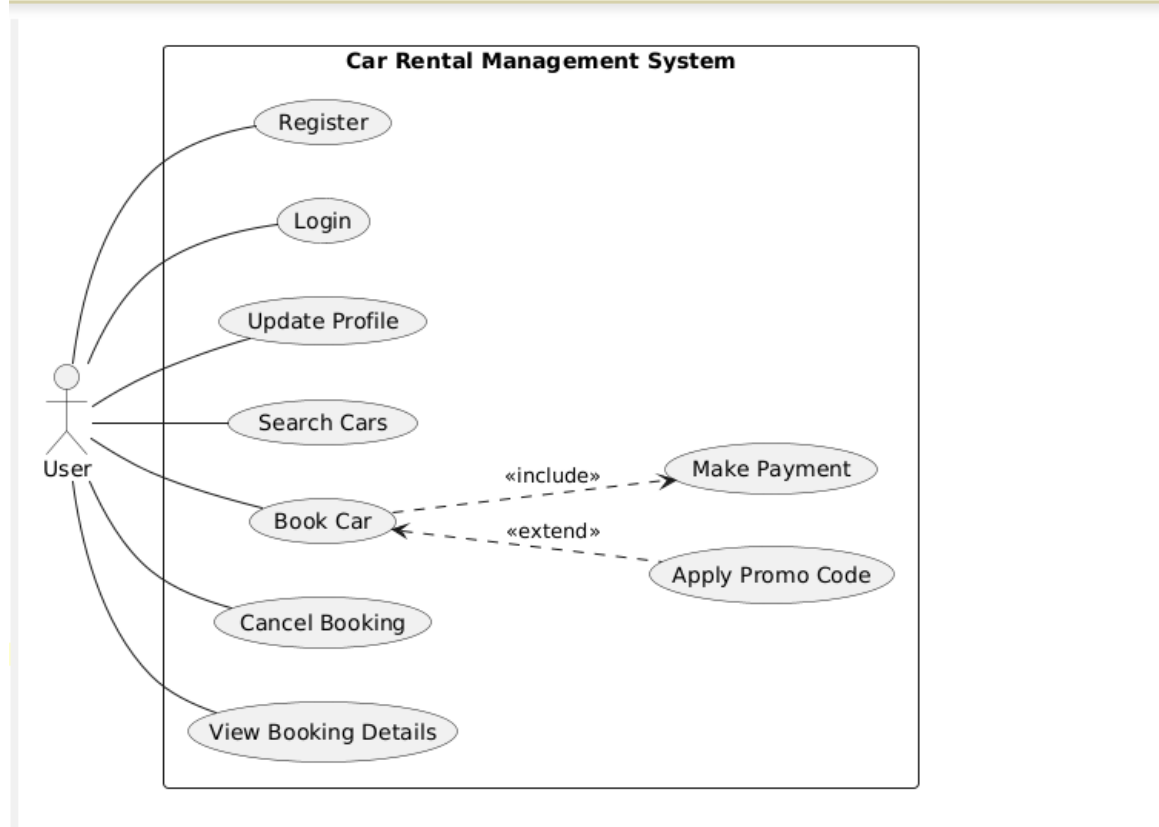 Car Rental Management System
Register
Login
Update Profile
Search Cars
User
«include»
Make Payment
Book Car
«extend»
Apply Promo Code
Cancel Booking
View Booking Details